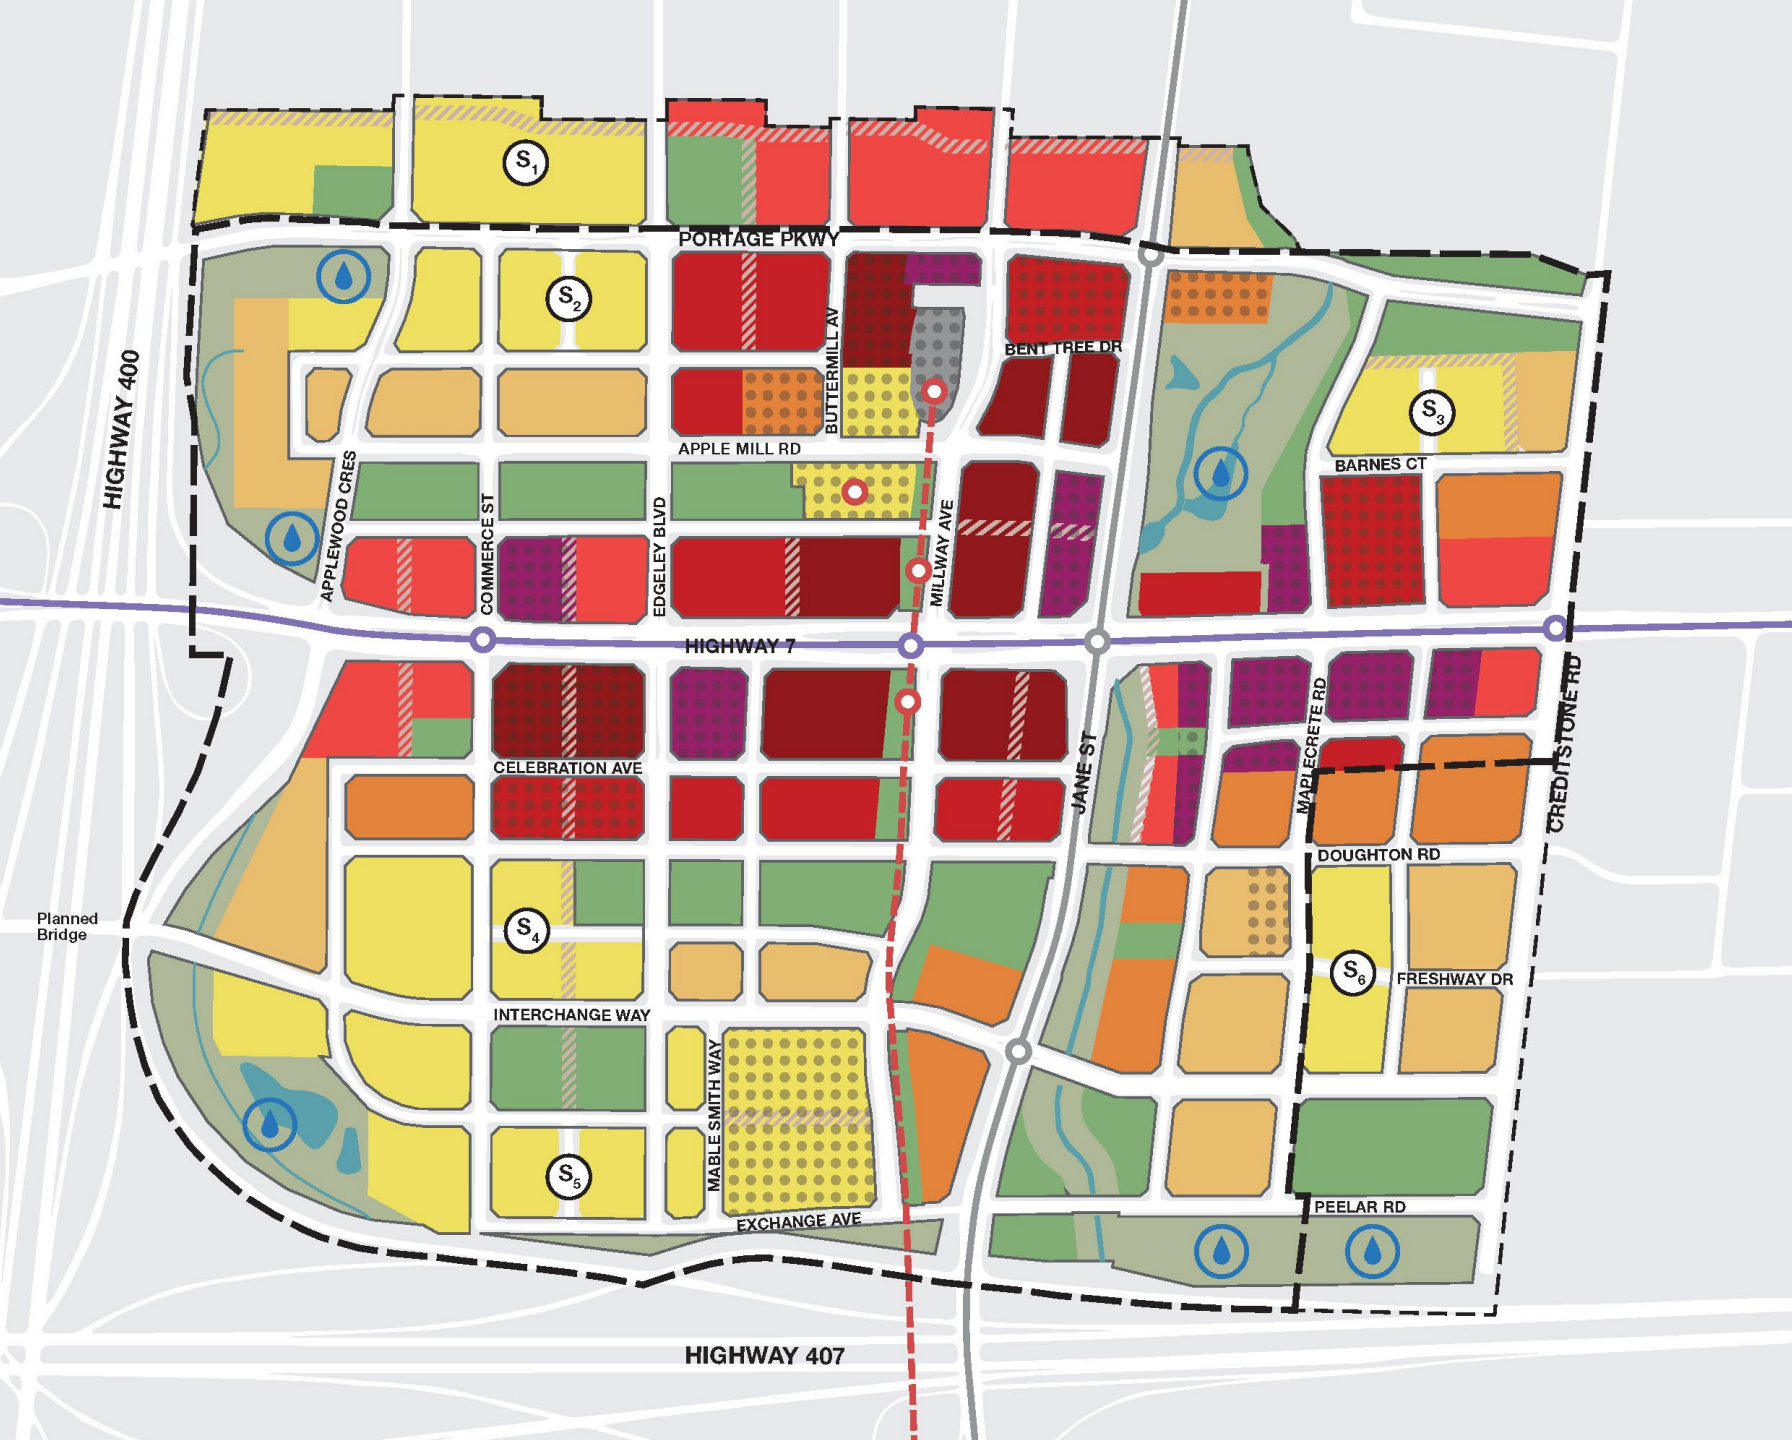 S1
PORTAGE PKWY
S2
BUTTERMILL AV
BENT TREE DR
HIGHWAY 400
S3
APPLE MILL RD
BARNES CT
APPLEWOOD CRES
COMMERCE ST
EDGELEY BLVD
MILLWAY AVE
HIGHWAY 7
CREDITSTONE RD
MAPLECRETE RD
JANE ST
CELEBRATION AVE
DOUGHTON RD
Planned
Bridge
S4
S6
FRESHWAY DR
INTERCHANGE WAY
MABLE SMITH WAY
S5
PEELAR RD
EXCHANGE AVE
HIGHWAY 407